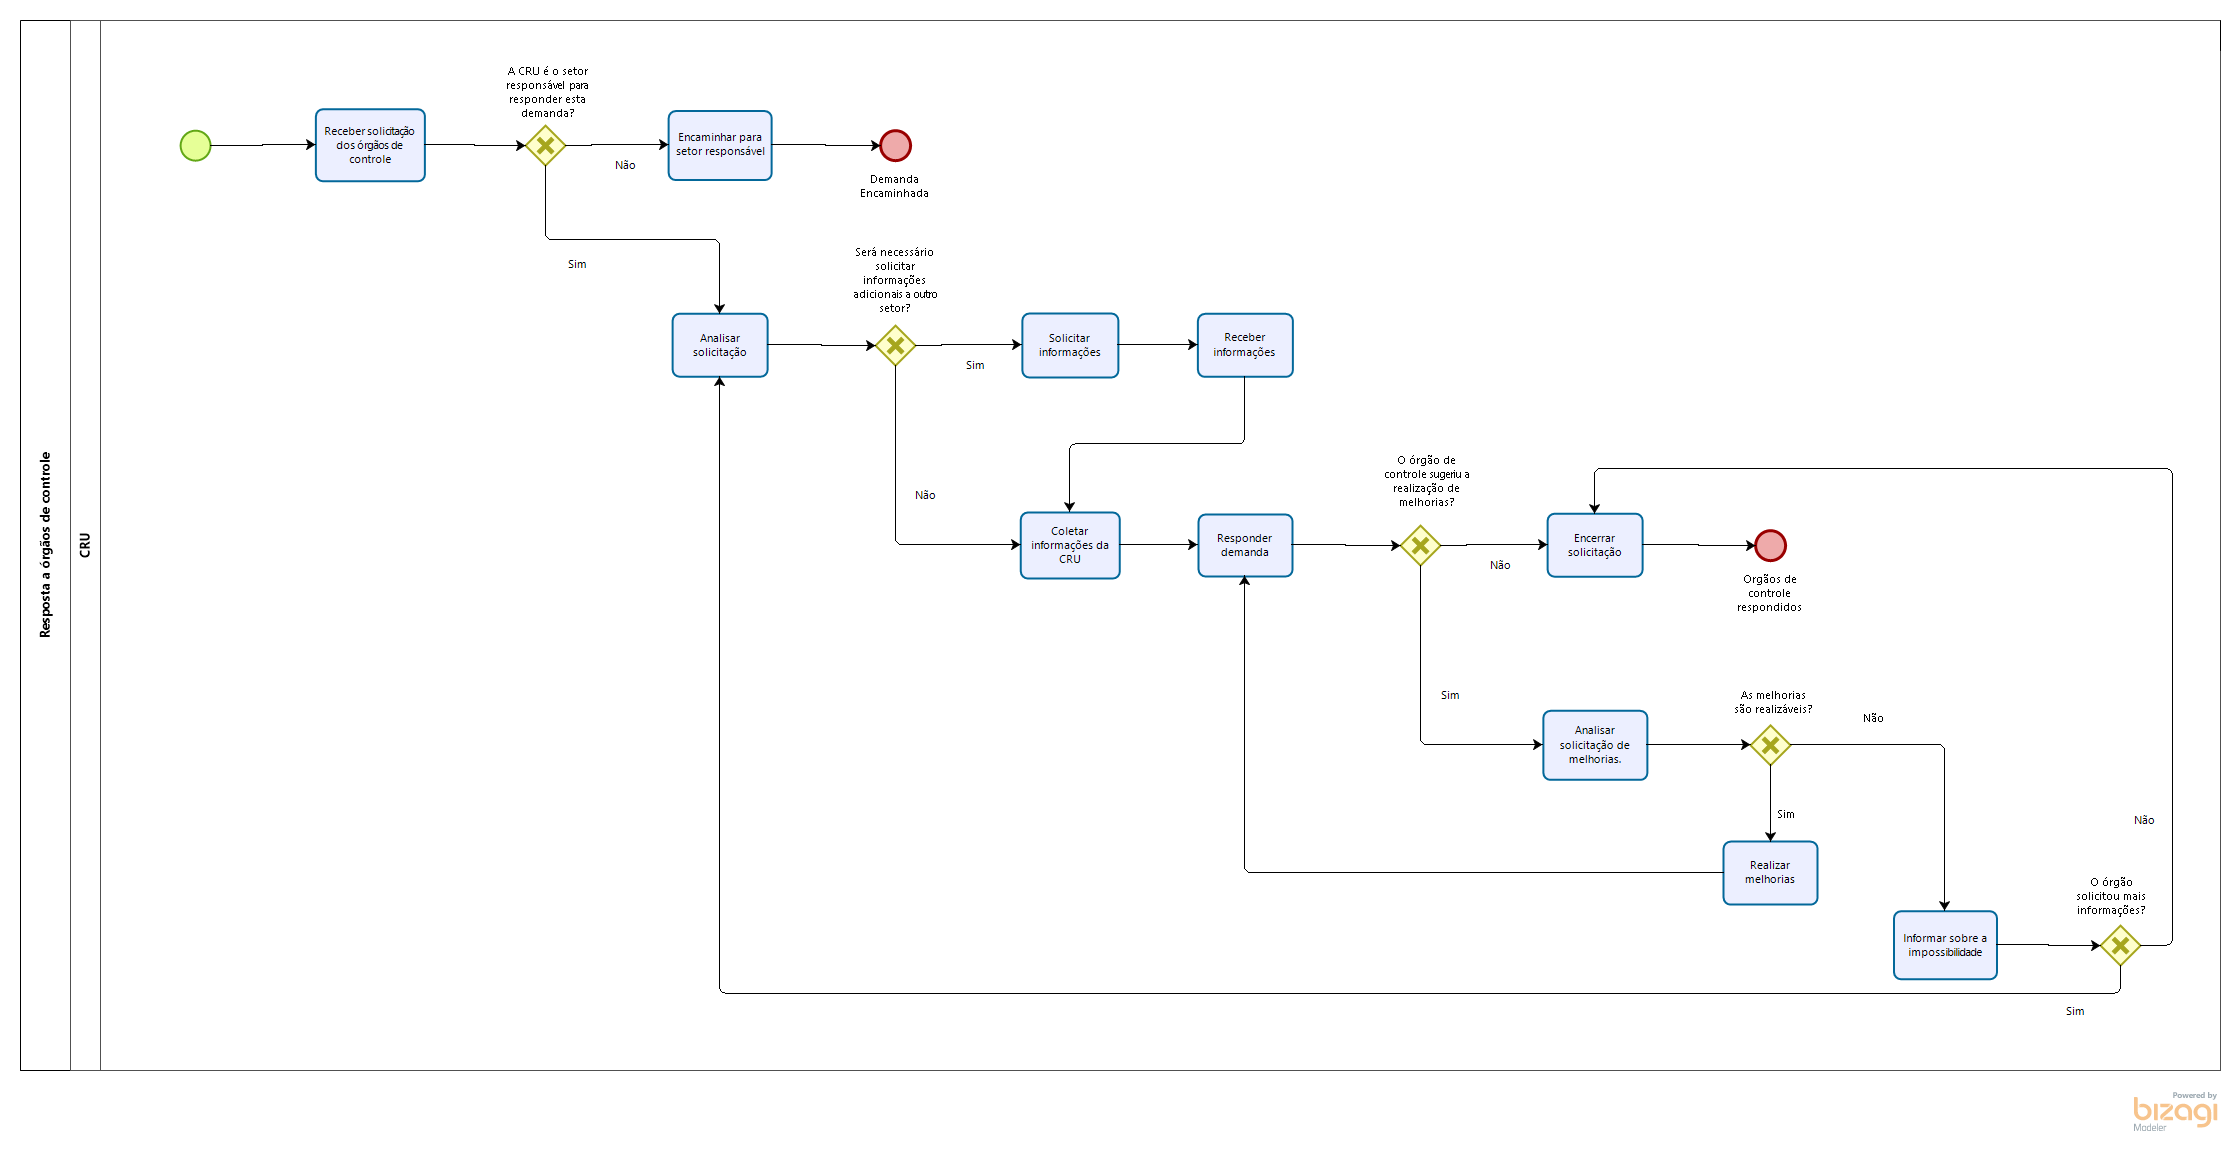 Resposta a órgãos de controle
CRU
A CRU é o setor
responsável para
responder esta
demanda?
Receber solicitação
dos órgãos de
controle
Não
Encaminhar para
setor responsável
Demanda
Encaminhada
Sim
Será necessário
solicitar
informações
adicionais a outro
setor?
Analisar
solicitação
Sim
Solicitar
informações
Receber
informações
Não
Coletar
informações da
CRU
Responder
demanda
O órgão de
controle sugeriu a
realização de
melhorias?
Não
Encerrar
solicitação
Orgãos de
controle
respondidos
Sim
Analisar
solicitação de
melhorias.
As melhorias
são realizáveis?
Não
Sim
Realizar
melhorias
Informar sobre a
impossibilidade
O órgão
solicitou mais
informações?
Não
Sim
Powered by
bizagi
Modeler